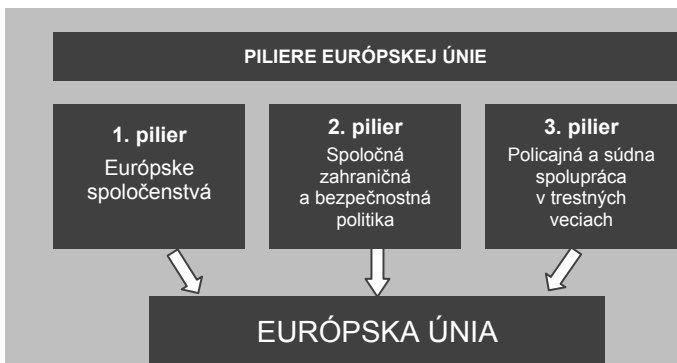 PILIERE EURÓPSKEJ ÚNIE
1. pilier
Európske
spoločenstvá
2. pilier
Spoločná
zahraničná
a bezpečnostná
politika
3. pilier
Policajná a súdna
spolupráca
v trestných
veciach
EURÓPSKA ÚNIA